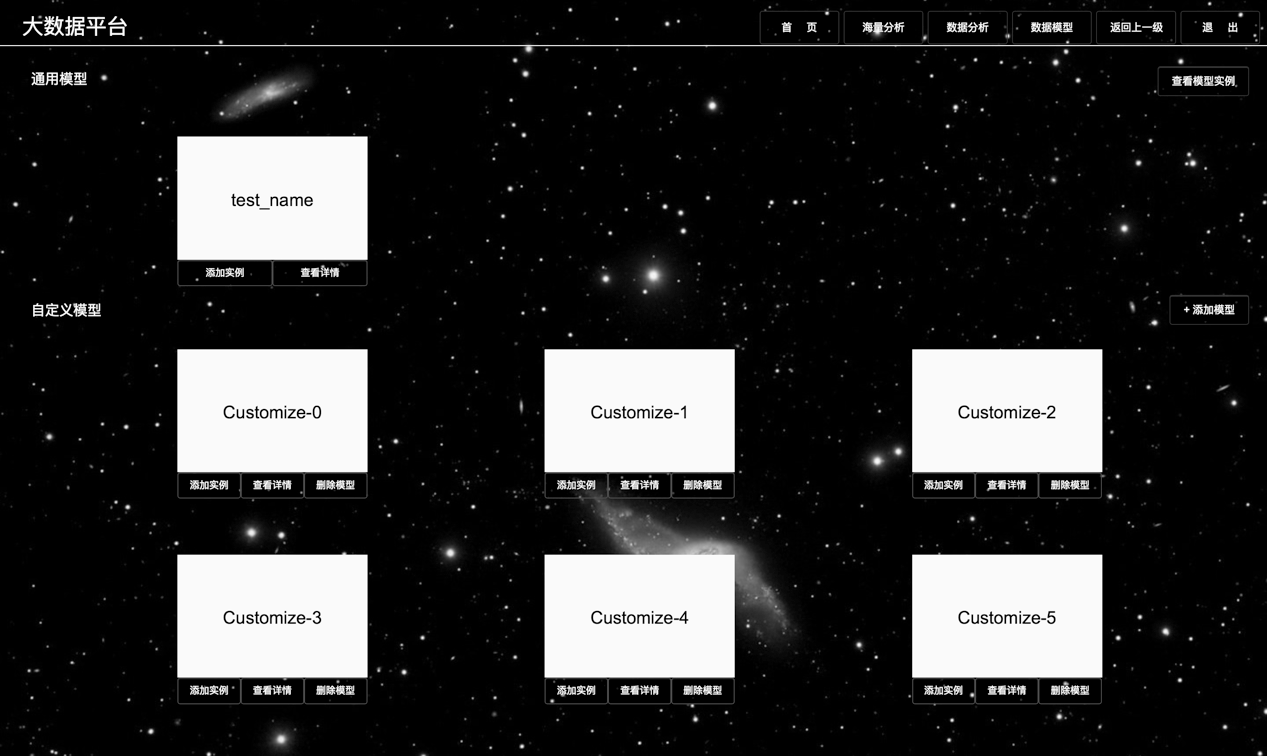 大数据平台
首 页 海量分析 数据分析 数据模型 返回上一级 退 出
通用模型
查看模型实例
test_name
添加实例 查看详情
自定义模型
+ 添加模型
Customize-0 Customize-1 Customize-2
添加实例 查看详情 删除模型 添加实例 查看详情 删除模型 添加实例 查看详情 删除模型
Customize-3 Customize-4 Customize-5
添加实例 查看详情 删除模型 添加实例 查看详情 删除模型 添加实例 查看详情 删除模型